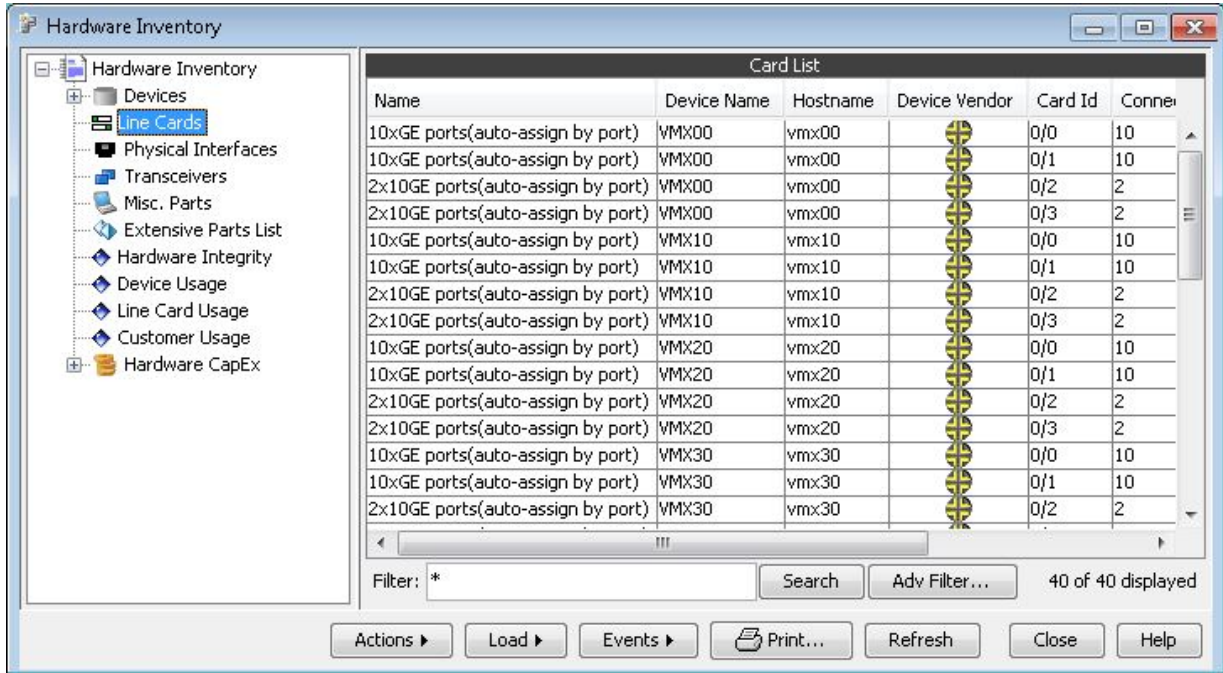 Hardware Inventory
Hardware Inventory
Devices
Line Cards
Physical Interfaces
Transceivers
Misc. Parts
Extensive Parts List
Hardware Integrity
Device Usage
Line Card Usage
Customer Usage
Hardware CapEx
Card List
Name Device Name Hostname Device Vendor Card Id
10xGE ports(auto-assign by port) VMX00 vmx00 0/0 10
10xGE ports(auto-assign by port) VMX00 vmx00 0/1 10
2x10GE ports(auto-assign by port) VMX00 vmx00 0/2 2
2x10GE ports(auto-assign by port) VMX00 vmx00 0/3 2
10xGE ports(auto-assign by port) VMX10 vmx10 0/0 10
10xGE ports(auto-assign by port) VMX10 vmx10 0/1 10
2x10GE ports(auto-assign by port) VMX10 vmx10 0/2 2
2x10GE ports(auto-assign by port) VMX10 vmx10 0/3 2
10xGE ports(auto-assign by port) VMX20 vmx20 0/0 10
10xGE ports(auto-assign by port) VMX20 vmx20 0/1 10
2x10GE ports(auto-assign by port) VMX20 vmx20 0/2 2
2x10GE ports(auto-assign by port) VMX20 vmx20 0/3 2
10xGE ports(auto-assign by port) VMX30 vmx30 0/0 10
10xGE ports(auto-assign by port) VMX30 vmx30 0/1 10
2x10GE ports(auto-assign by port) VMX30 vmx30 0/2 2
Filter: * Search Adv Filter... 40 of 40 displayed
Actions Load Events Print... Refresh Close Help